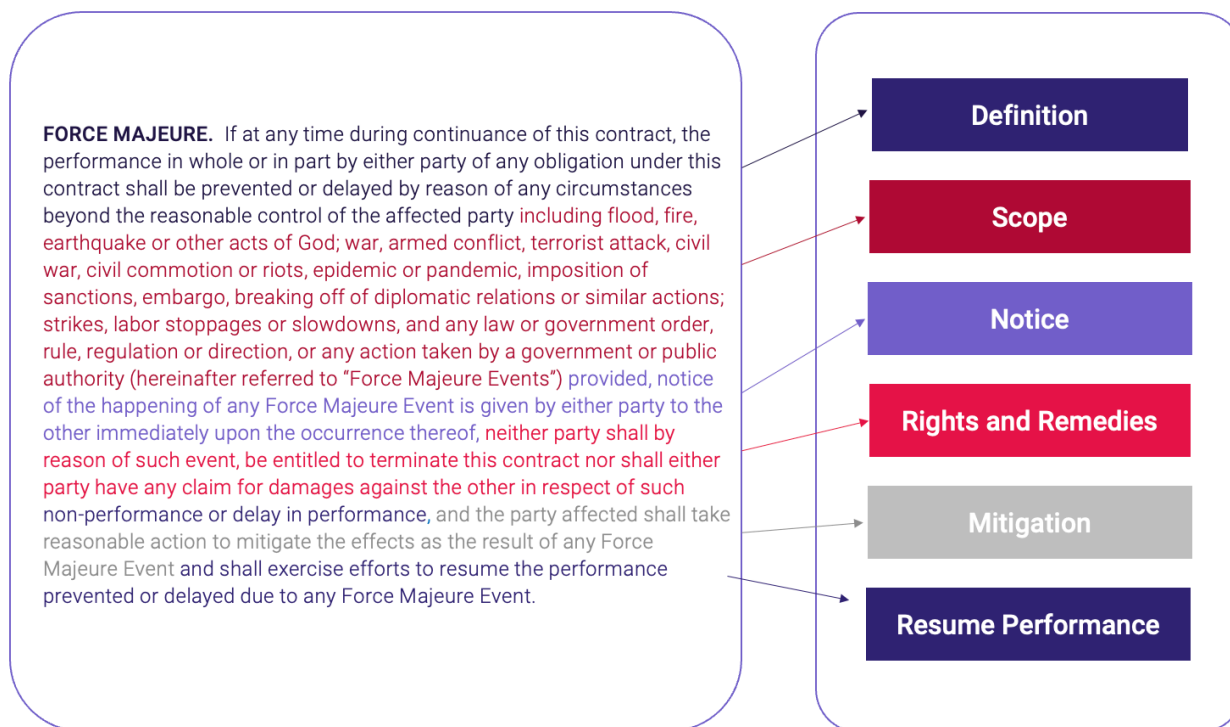 FORCE MAJEURE. If at any time during continuance of this contract, the
performance in whole or in part by either party of any obligation under this
contract shall be prevented or delayed by reason of any circumstances
beyond the reasonable control of the affected party including flood, fire,
earthquake or other acts of God; war, armed conflict, terrorist attack, civil
war, civil commotion or riots, epidemic or pandemic, imposition of
sanctions, embargo, breaking off of diplomatic relations or similar actions;
strikes, labor stoppages or slowdowns, and any law or government order,
rule, regulation or direction, or any action taken by a government or public
authority (hereinafter referred to “Force Majeure Events”) provided, notice
of the happening of any Force Majeure Event is given by either party to the
other immediately upon the occurrence thereof, neither party shall by
reason of such event, be entitled to terminate this contract nor shall either
party have any claim for damages against the other in respect of such
non-performance or delay in performance, and the party affected shall take
reasonable action to mitigate the effects as the result of any Force
Majeure Event and shall exercise efforts to resume the performance
prevented or delayed due to any Force Majeure Event.
Definition
Scope
Notice
Rights and Remedies
Mitigation
Resume Performance